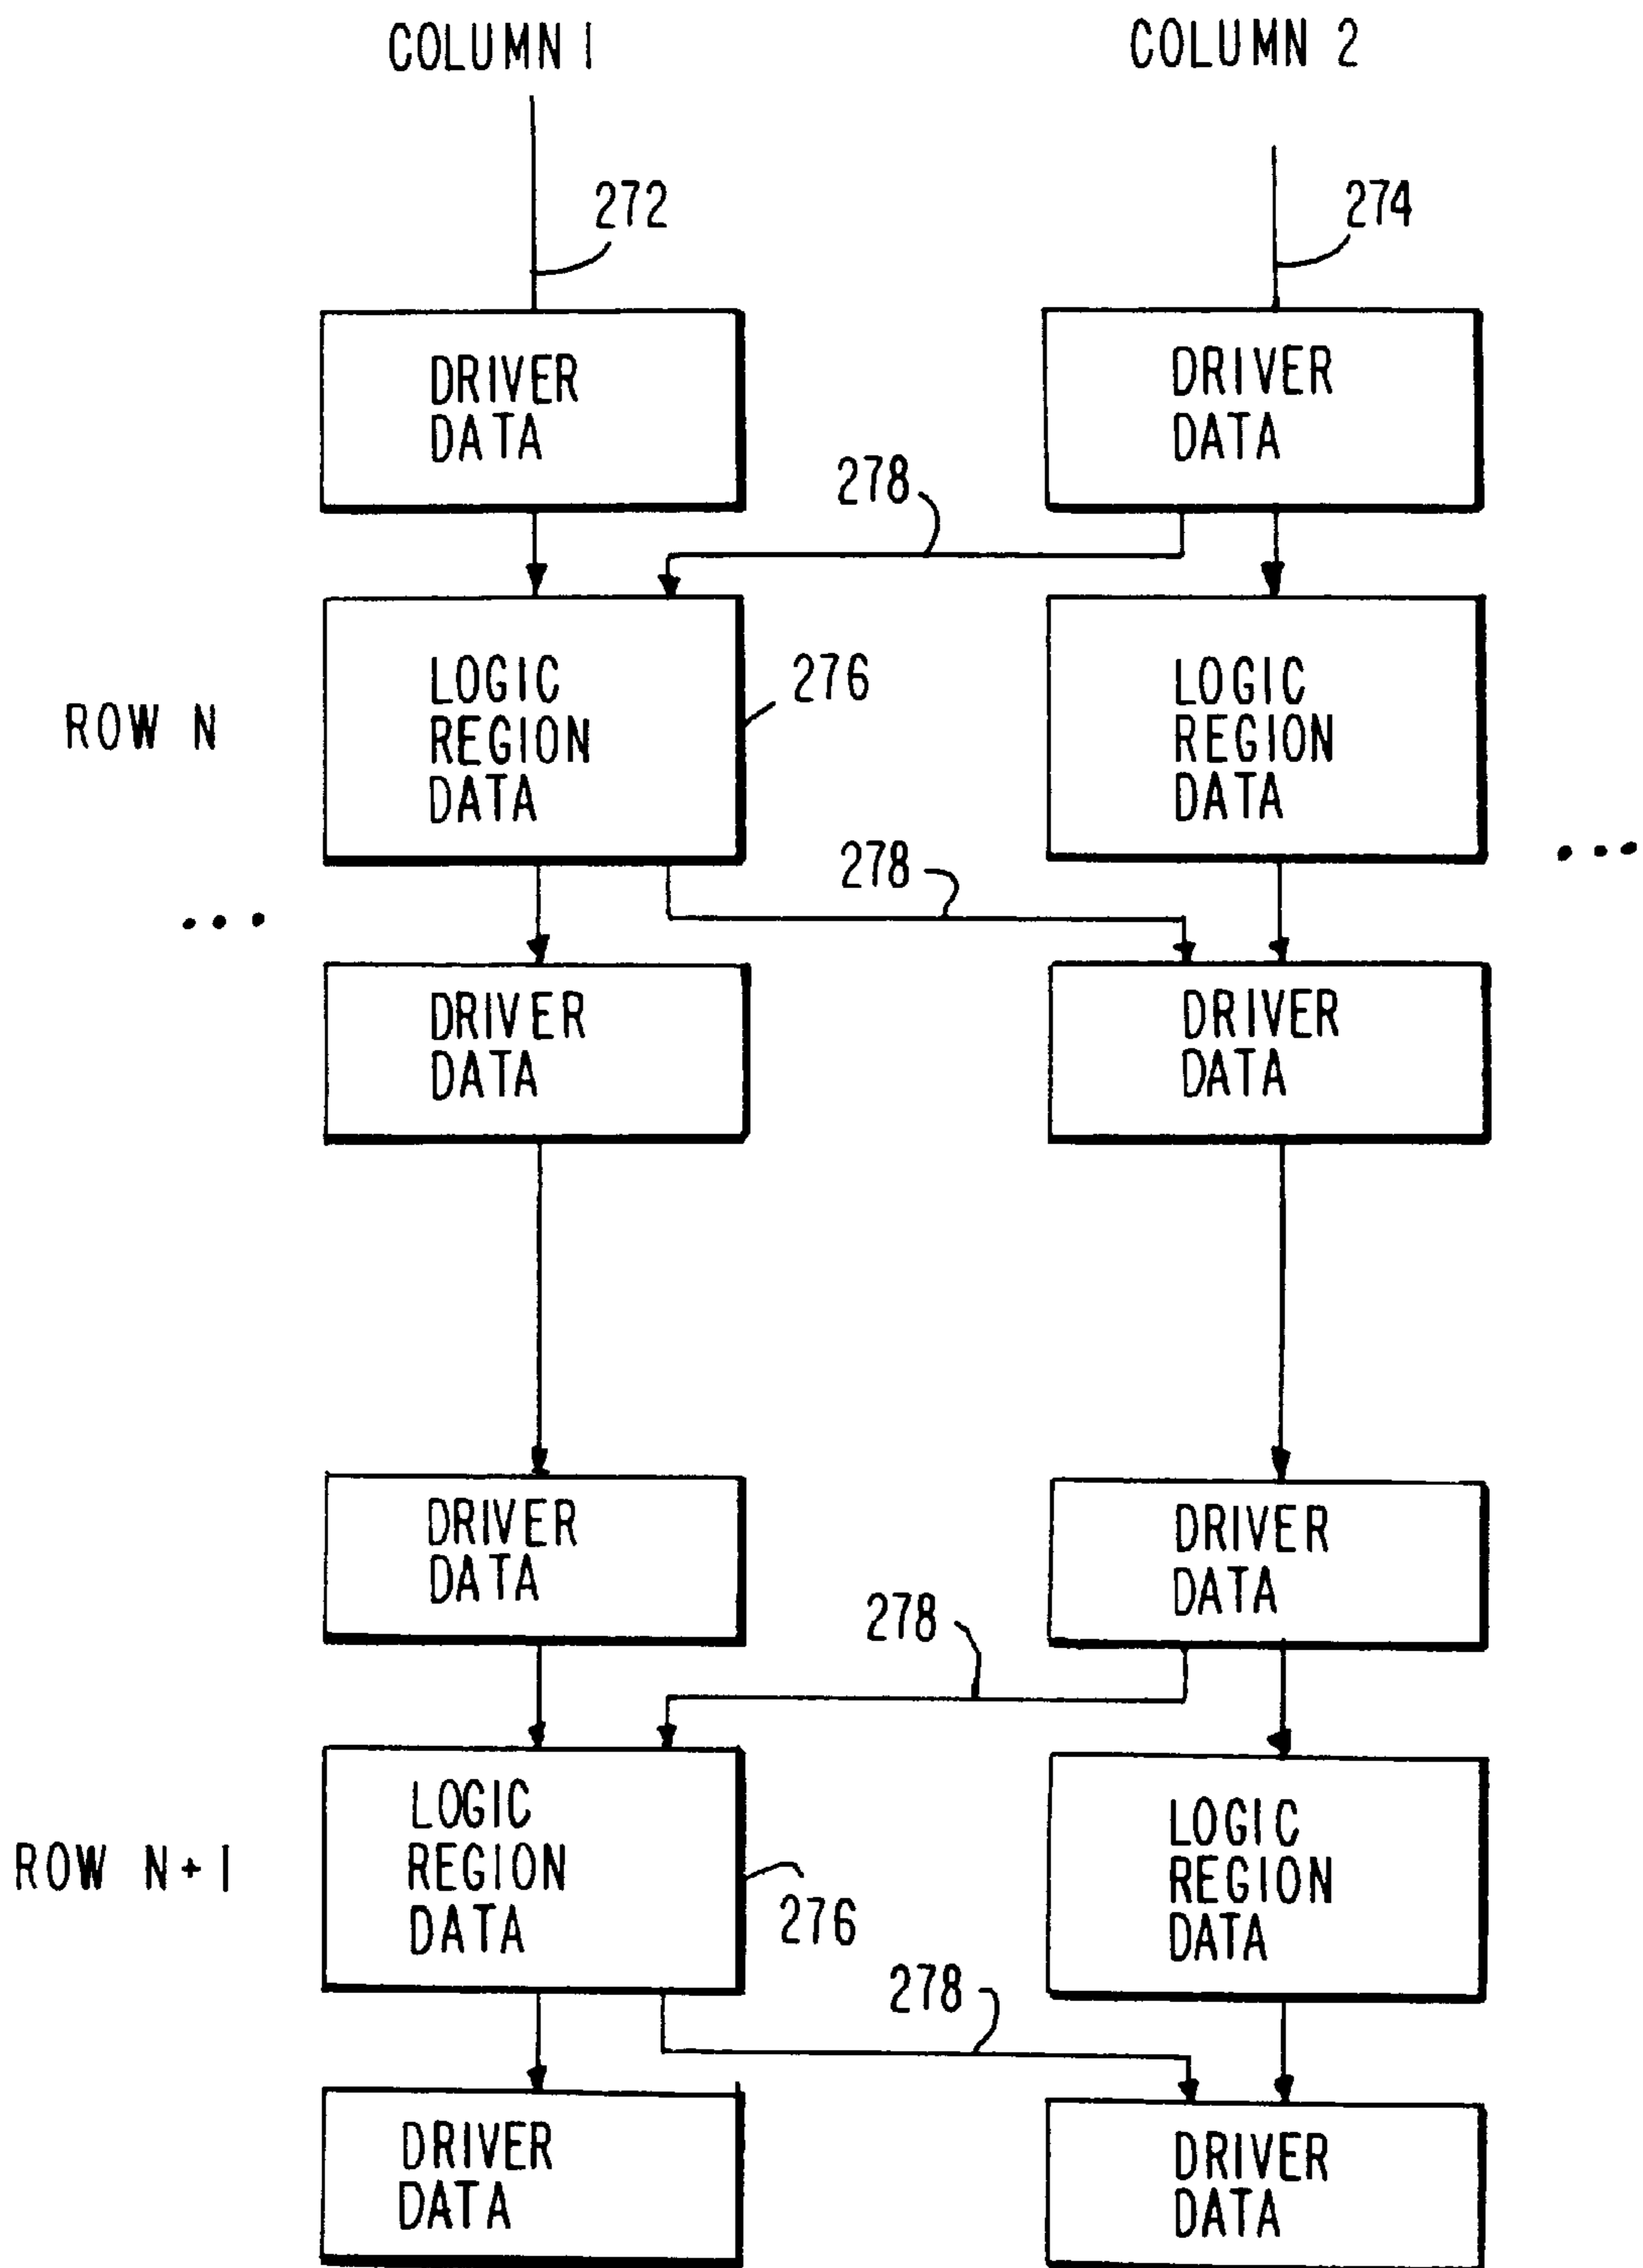 COLUMN 1
COLUMN 2
272
274
DRIVER
DATA
DRIVER
DATA
278
LOGIC
REGION
DATA
276
LOGIC
REGION
DATA
ROW N
...
278
...
DRIVER
DATA
DRIVER
DATA
DRIVER
DATA
DRIVER
DATA
278
LOGIC
REGION
DATA
LOGIC
REGION
DATA
ROW N+1
276
278
DRIVER
DATA
DRIVER
DATA